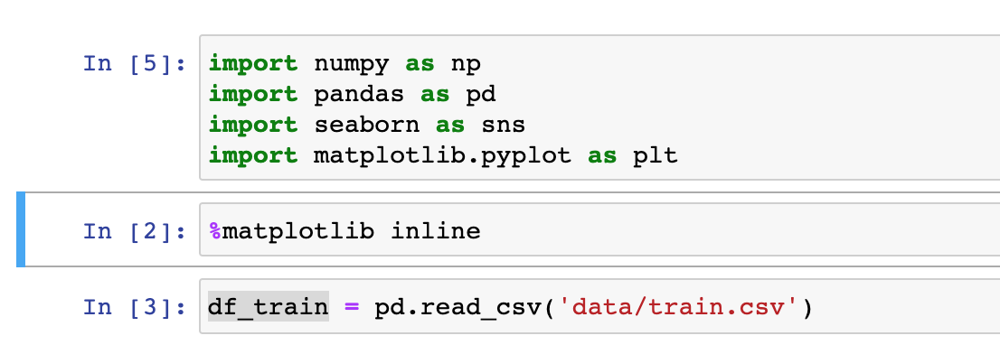 In [5]: import numpy as np
import pandas as pd
import seaborn as sns
import matplotlib.pyplot as plt
In [2]: %matplotlib inline
In [3]: df_train = pd.read_csv('data/train.csv')